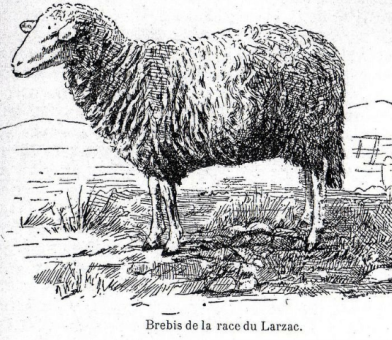 Brebis de la race du Larzac.